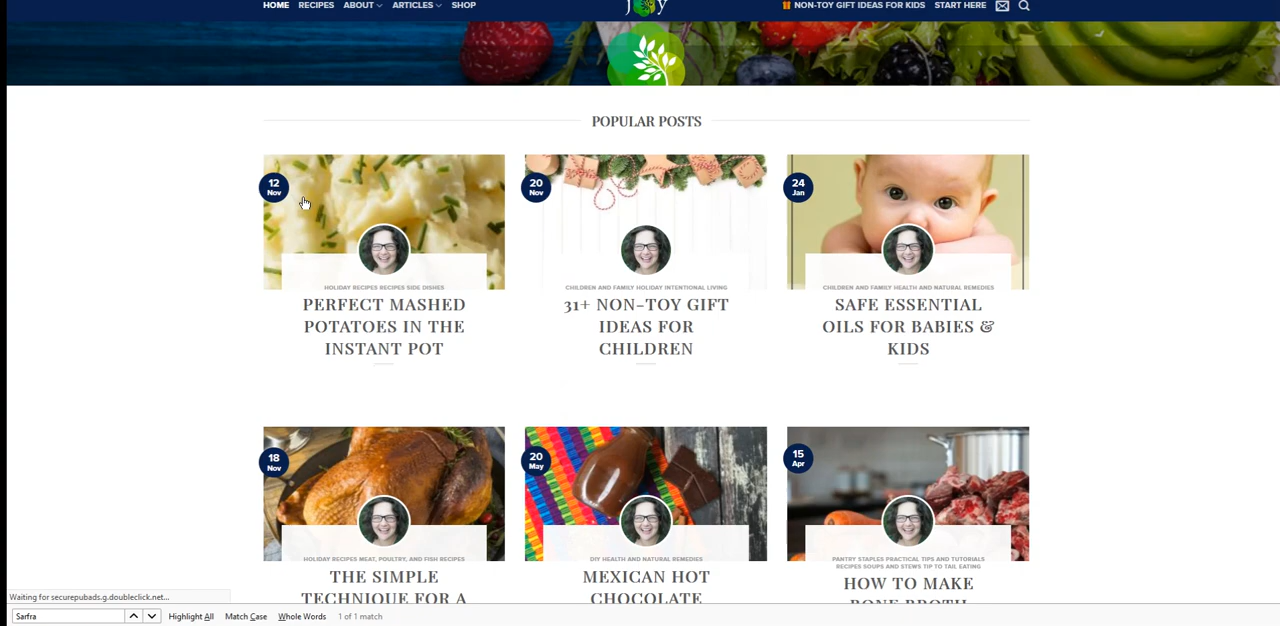 HOME RECIPES ABOUT ARTICLES SHOP
NON-TOY GIFT IDEAS FOR KIDS START HERE
POPULAR POSTS
12
Nov
HOLIDAY RECIPES RECIPES SIDE DISHES
PERFECT MASHED
POTATOES IN THE
INSTANT POT
20
Nov
CHILDREN AND FAMILY HOLIDAY INTENTIONAL LIVING
31+ NON-TOY GIFT
IDEAS FOR
CHILDREN
24
Jan
CHILDREN AND FAMILY HEALTH AND NATURAL REMEDIES
SAFE ESSENTIAL
OILS FOR BABIES &
KIDS
18
Nov
HOLIDAY RECIPES MEAT, POULTRY, AND FISH RECIPES
THE SIMPLE
TECHNIQUE FOR A
20
May
DIY HEALTH AND NATURAL REMEDIES
MEXICAN HOT
CHOCOLATE
15
Apr
PANTRY STAPLES PRACTICAL TIPS AND TUTORIALS
RECIPES SOUPS AND STEWS TIP TO TAIL EATING
HOW TO MAKE
BONE BROTH
Waiting for securepubads.g.doubleclick.net...
Sarfra Highlight All Match Case Whole Words 1 of 1 match